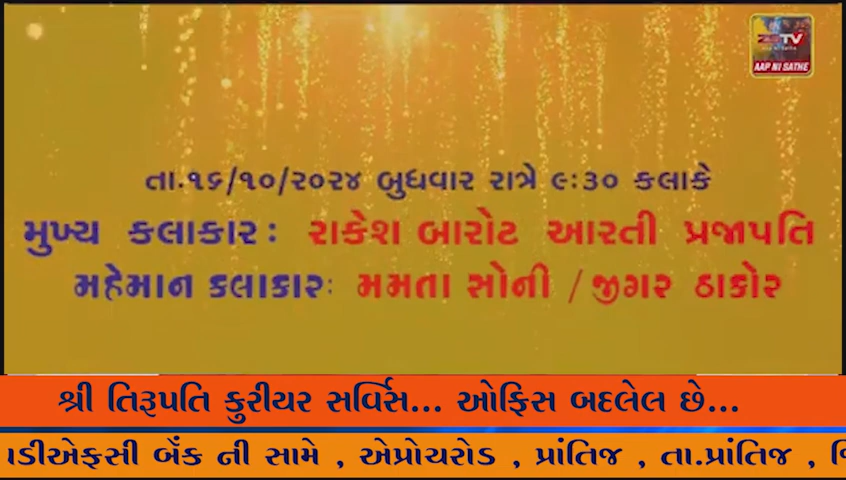 ZSTV
AAP NI SATHE
તા.૧૬/૧૦/૨૦૨૪ બુધવાર રાત્રે ૯:૩૦ કલાકે
મુખ્ય કલાકાર: રાકેશ બારોટ આરતી પ્રજાપતિ
મહેમાન કલાકાર: મમતા સોની / જીગર ઠાકોર
શ્રી તિરૂપતિ કુરીયર સર્વિસ... ઓફિસ બદલેલ છે...
ડીએફસી બેંક ની સામે , એપ્રોચરોડ , પ્રાંતિજ , તા.પ્રાંતિજ ,